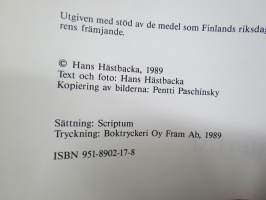 Utgiven med stöd av de medel som Finlands riksda
rens främjande.
© Hans Hästbacka, 1989
Text och foto: Hans Hästbacka
Kopiering av bilderna: Pentti Paschinsky
Sättning: Scriptum
Tryckning: Boktryckeri Oy Fram Ab, 1989
ISBN 951-8902-17-8